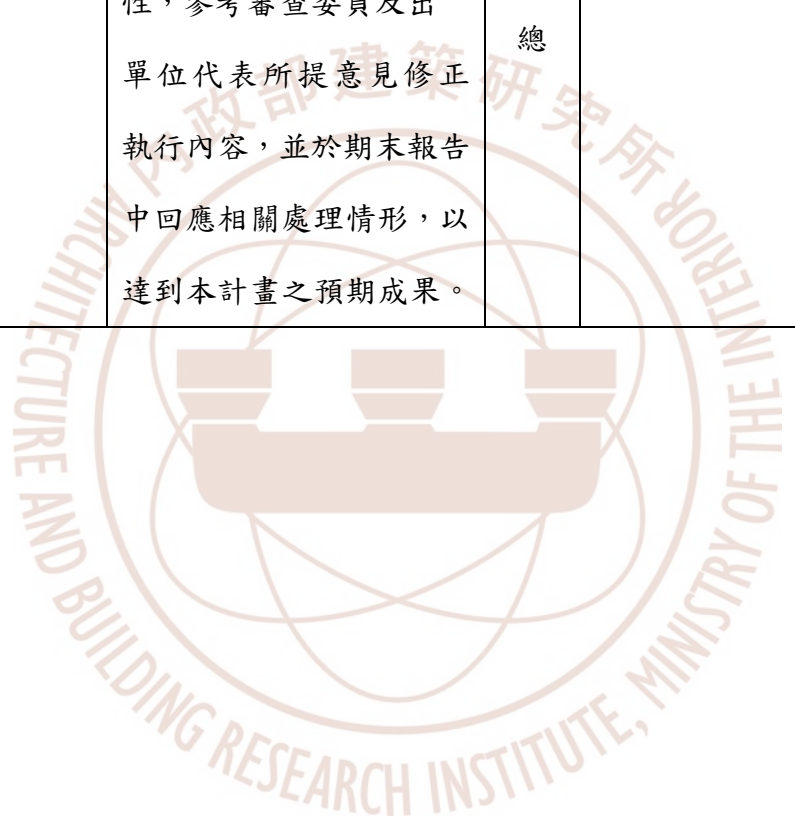 性，參考審查委員及出
單位代表所提意見修正
執行內容，並於期末報告
中回應相關處理情形，以
達到本計畫之預期成果。
總
內政部建築研究所
ARCHITECTURE AND BUILDING RESEARCH INSTITUTE, MINISTRY OF THE INTERIOR